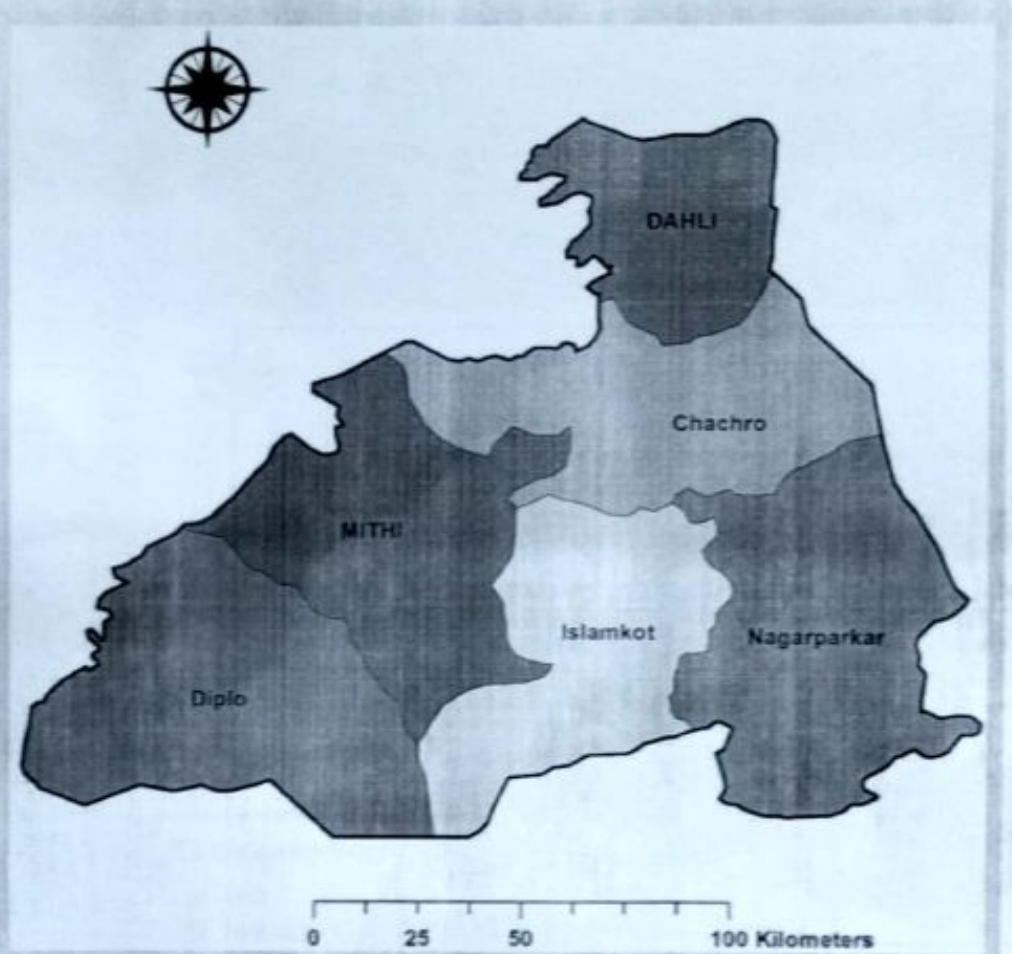 DAHLI
Chachro
MITHI
Islamkot
Nagarparkar
Diplo
0 25 50 100 Kilometers